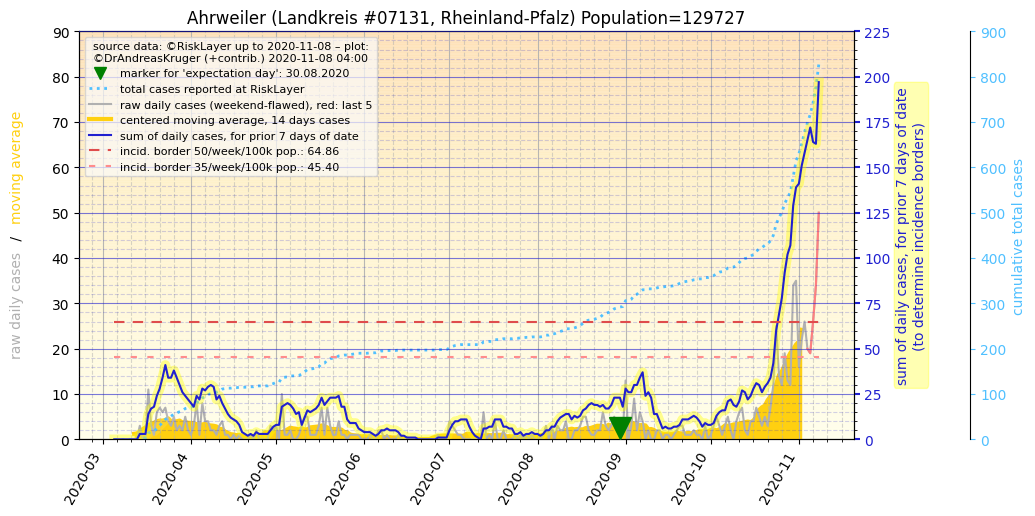 Ahrweiler (Landkreis #07131, Rheinland-Pfalz) Population=129727
source data: ©RiskLayer up to 2020-11-08 – plot:
©DrAndreasKruger (+contrib.) 2020-11-08 04:00
marker for 'expectation day': 30.08.2020
total cases reported at RiskLayer
raw daily cases (weekend-flawed), red: last 5
centered moving average, 14 days cases
sum of daily cases, for prior 7 days of date
incid. border 50/week/100k pop.: 64.86
incid. border 35/week/100k pop.: 45.40
raw daily cases / moving average
90
80
70
60
50
40
30
20
10
0
2020-03
2020-04
2020-05
2020-06
2020-07
2020-08
2020-09
2020-10
2020-11
225
200
175
150
125
100
75
50
25
0
sum of daily cases, for prior 7 days of date
(to determine incidence borders)
900
800
700
600
500
400
300
200
100
0
cumulative total cases